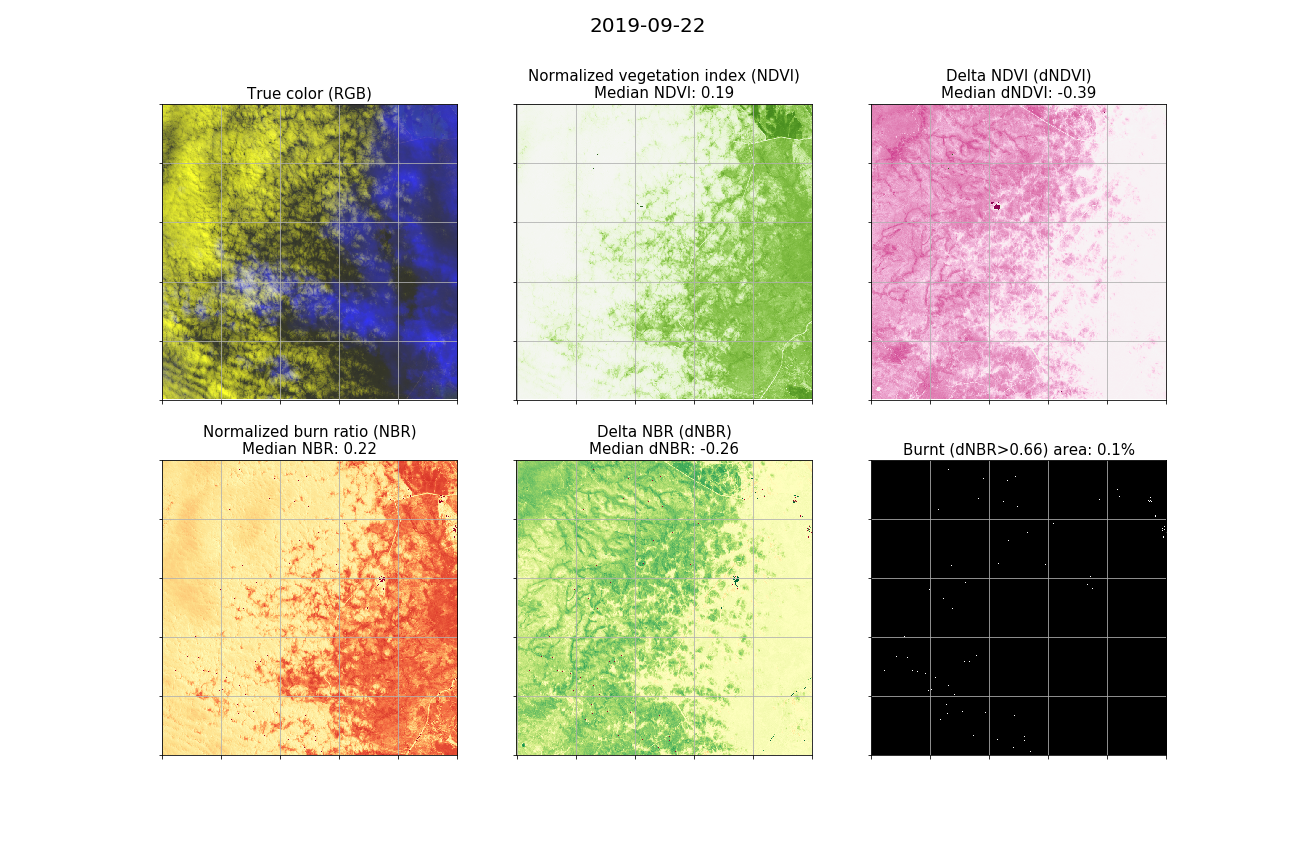 2019-09-22
True color (RGB)
Normalized vegetation index (NDVI)
Median NDVI: 0.19
Delta NDVI (dNDVI)
Median dNDVI: -0.39
Normalized burn ratio (NBR)
Median NBR: 0.22
Delta NBR (dNBR)
Median dNBR: -0.26
Burnt (dNBR>0.66) area: 0.1%